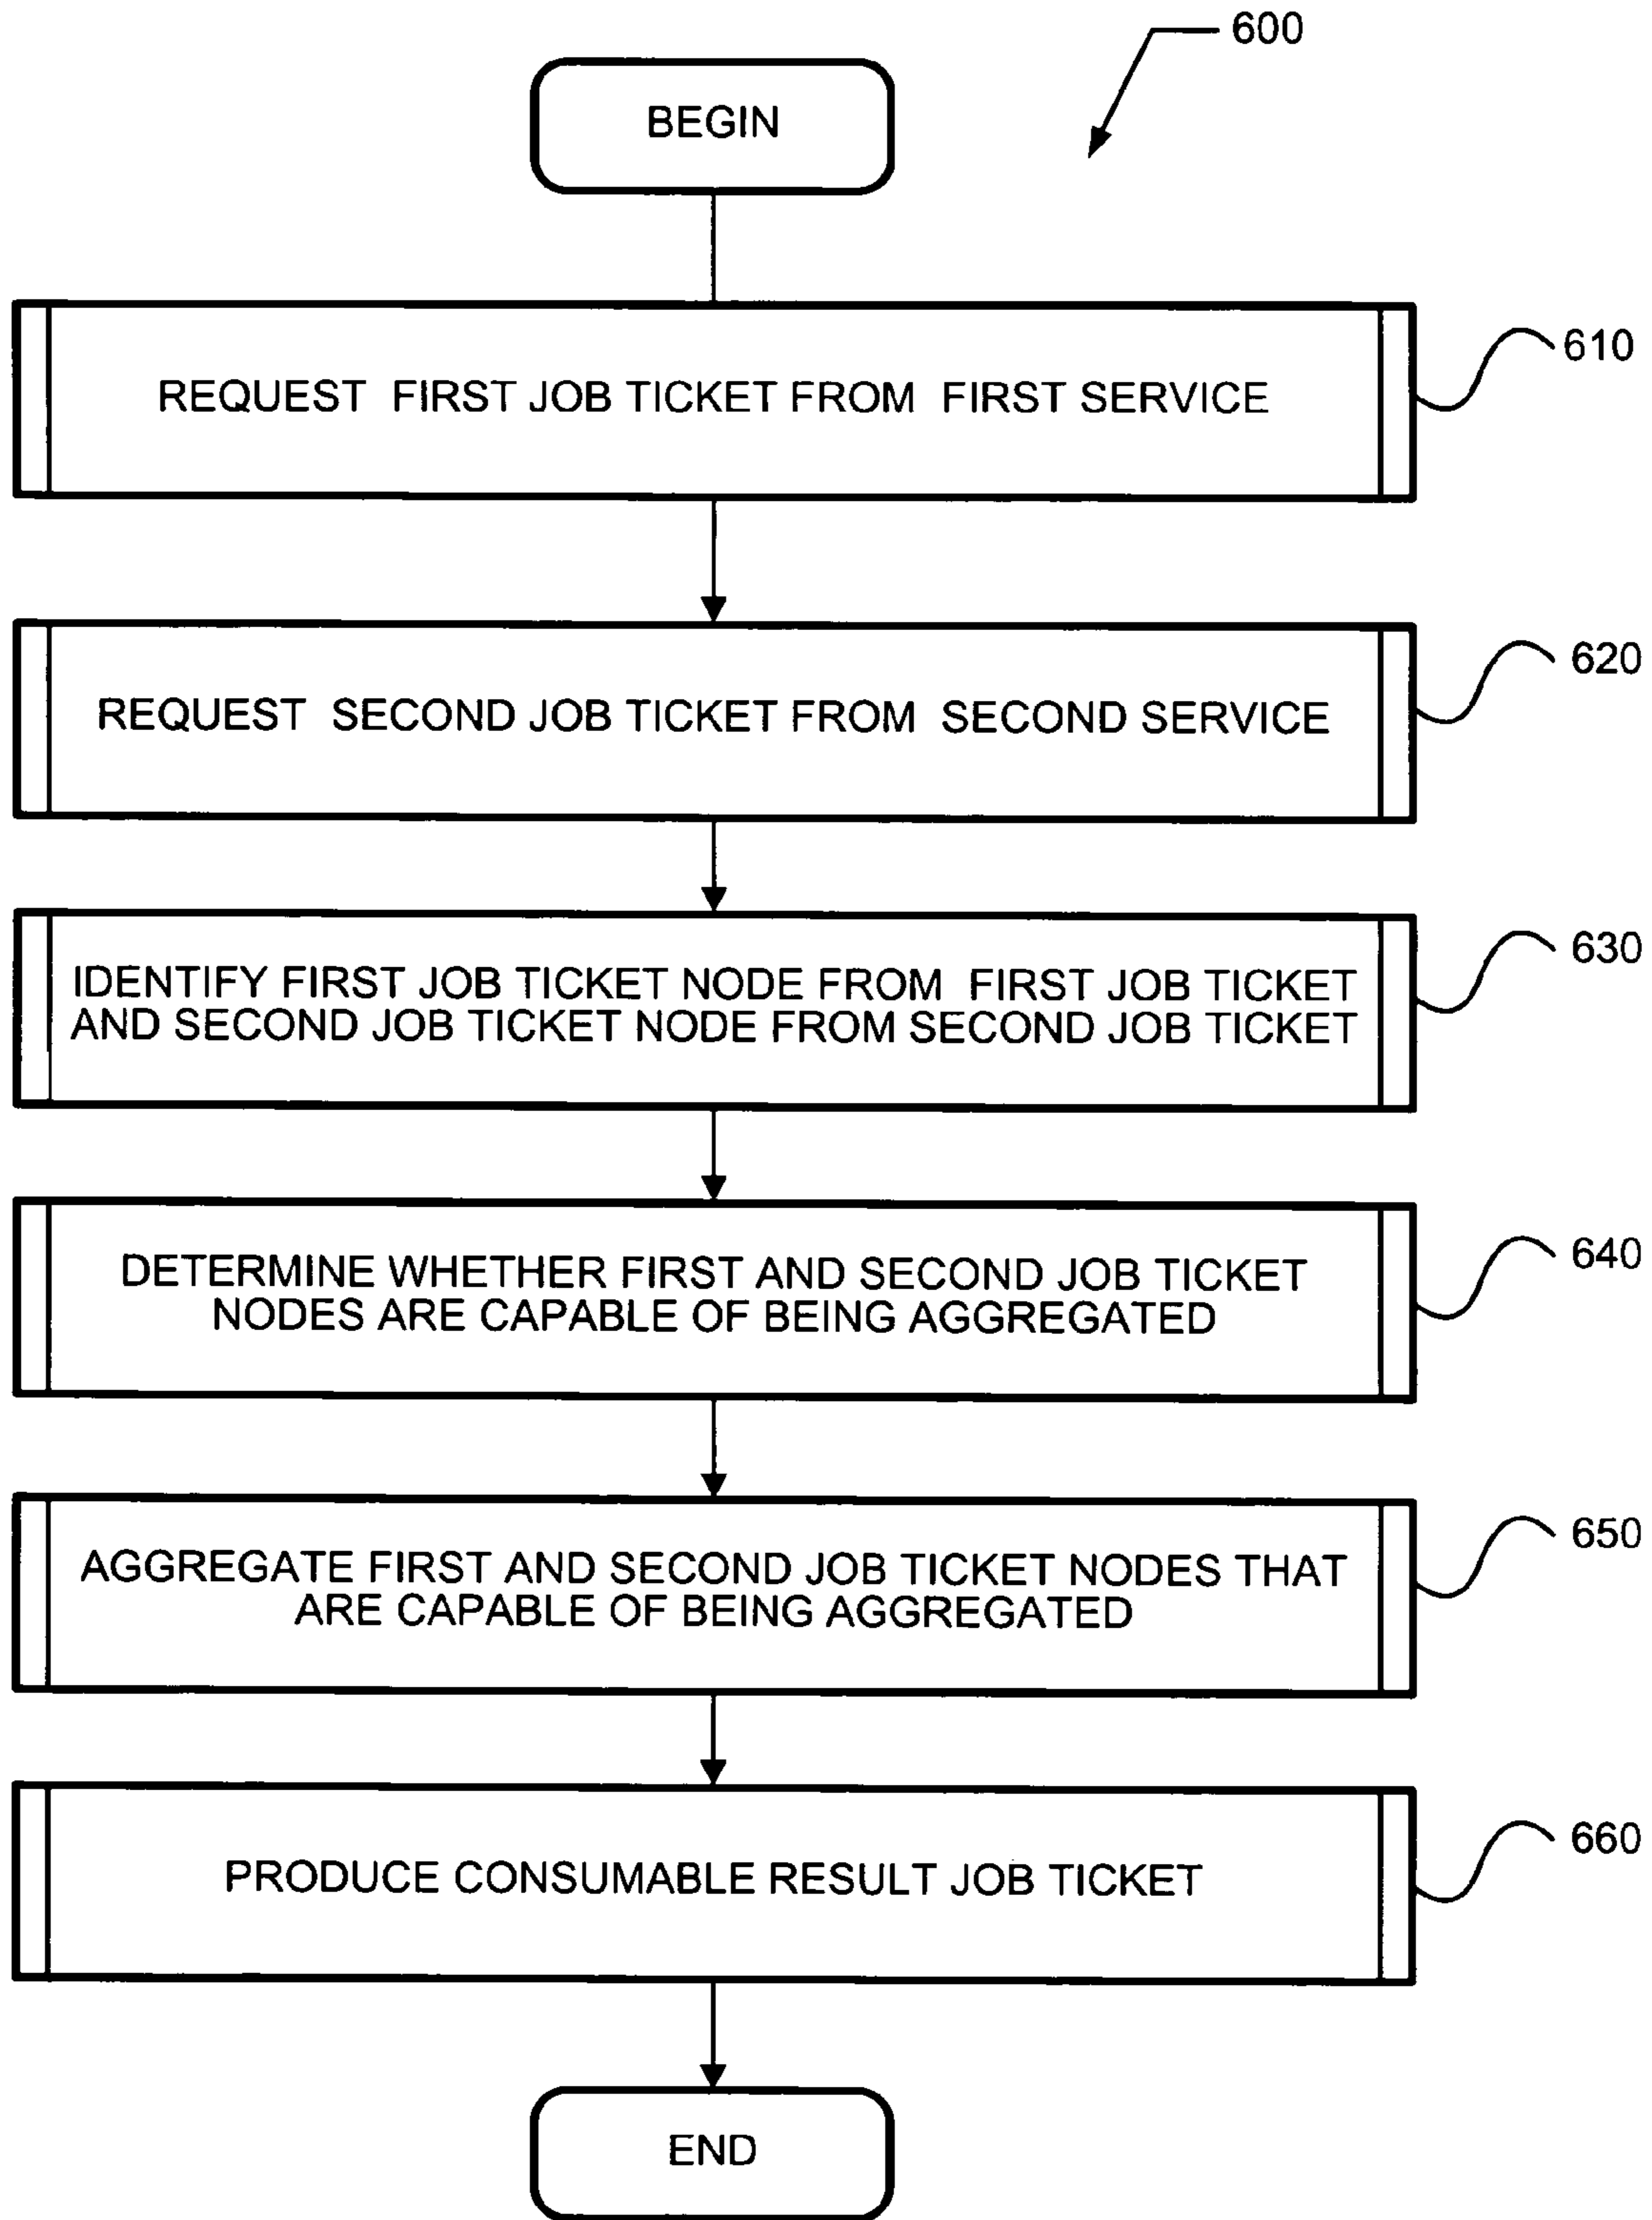 600
BEGIN
REQUEST FIRST JOB TICKET FROM FIRST SERVICE
610
REQUEST SECOND JOB TICKET FROM SECOND SERVICE
620
IDENTIFY FIRST JOB TICKET NODE FROM FIRST JOB TICKET
AND SECOND JOB TICKET NODE FROM SECOND JOB TICKET
630
DETERMINE WHETHER FIRST AND SECOND JOB TICKET
NODES ARE CAPABLE OF BEING AGGREGATED
640
AGGREGATE FIRST AND SECOND JOB TICKET NODES THAT
ARE CAPABLE OF BEING AGGREGATED
650
PRODUCE CONSUMABLE RESULT JOB TICKET
660
END